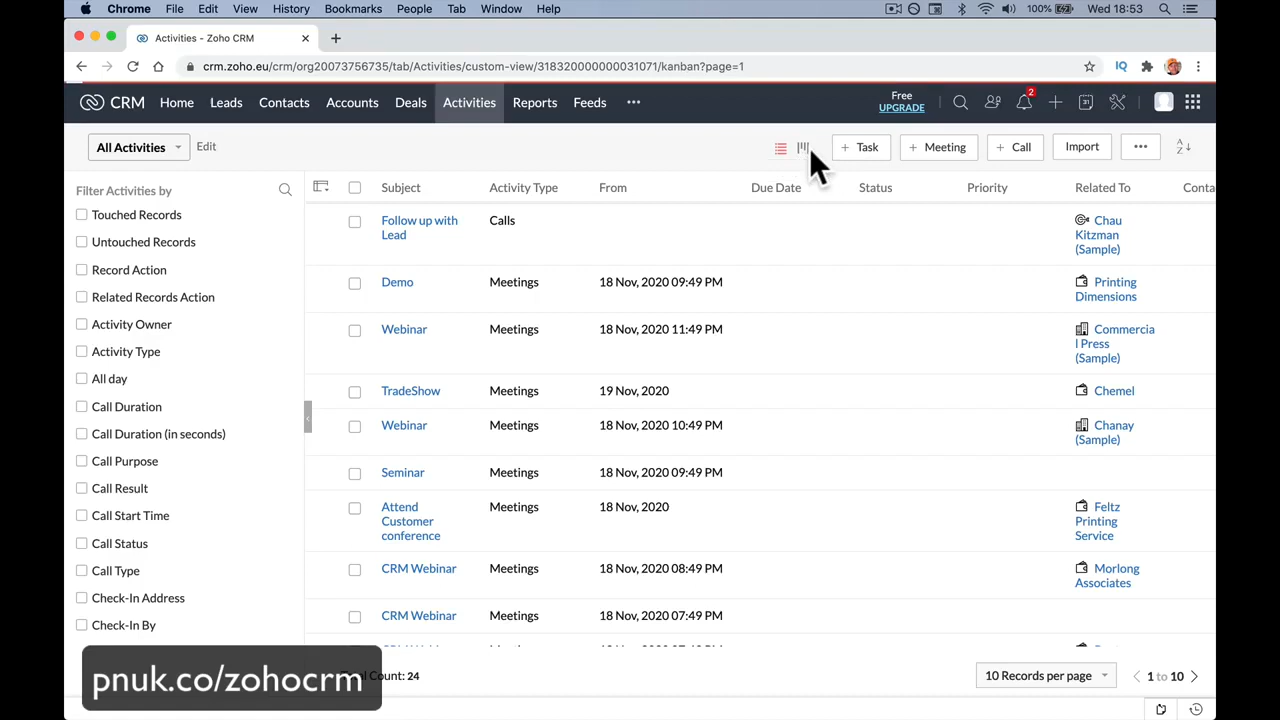 Chrome File Edit View History Bookmarks People Tab Window Help 100% Wed 18:53
Activities - Zoho CRM
crm.zoho.eu/crm/org20073756735/tab/Activities/custom-view/318320000000031071/kanban?page=1
CRM Home Leads Contacts Accounts Deals Activities Reports Feeds ••• Free 2
UPGRADE 31
All Activities Edit + Task + Meeting + Call Import •••
Filter Activities by
Subject Activity Type From Due Date Status Priority Related To Conta
Touched Records
Untouched Records
Record Action
Related Records Action
Activity Owner
Activity Type
All day
Call Duration
Call Duration (in seconds)
Call Purpose
Call Result
Call Start Time
Call Status
Call Type
Check-In Address
Check-In By
Follow up with Calls Chau
Lead Kitzman
(Sample)
Demo Meetings 18 Nov, 2020 09:49 PM Printing
Dimensions
Webinar Meetings 18 Nov, 2020 11:49 PM Commercia
l Press
(Sample)
TradeShow Meetings 19 Nov, 2020 Chemel
Webinar Meetings 18 Nov, 2020 10:49 PM Chanay
(Sample)
Seminar Meetings 18 Nov, 2020 09:49 PM
Attend Meetings 18 Nov, 2020 Feltz
Customer Printing
conference Service
CRM Webinar Meetings 18 Nov, 2020 08:49 PM Morlong
Associates
CRM Webinar Meetings 18 Nov, 2020 07:49 PM
Count: 24 10 Records per page 1 to 10
pnuk.co/zohocrm